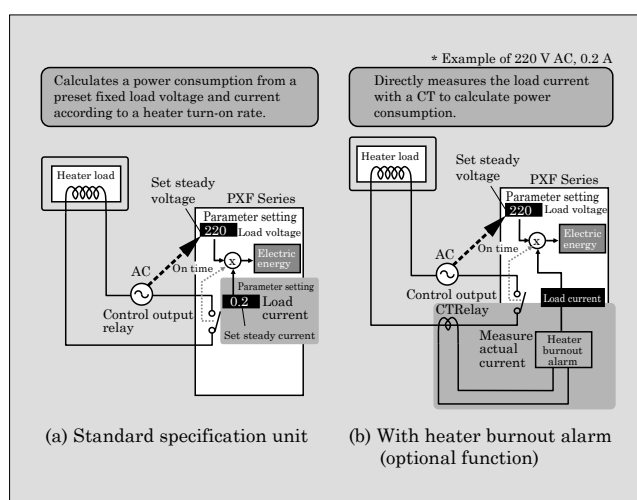 * Example of 220 V AC, 0.2 A
Calculates a power consumption from a
preset fixed load voltage and current
according to a heater turn-on rate.
Heater load
Set steady
voltage
PXF Series
Parameter setting
220 Load voltage
AC
On time
x
Electric
energy
Parameter setting
0.2 Load
current
Control output
relay
Set steady current
(a) Standard specification unit
Directly measures the load current
with a CT to calculate power
consumption.
Heater load
Set steady
voltage
PXF Series
Parameter setting
220 Load voltage
AC
On time
x
Electric
energy
Control output
Load current
CTRelay
Measure
actual
current
Heater
burnout
alarm
(b) With heater burnout alarm
(optional function)